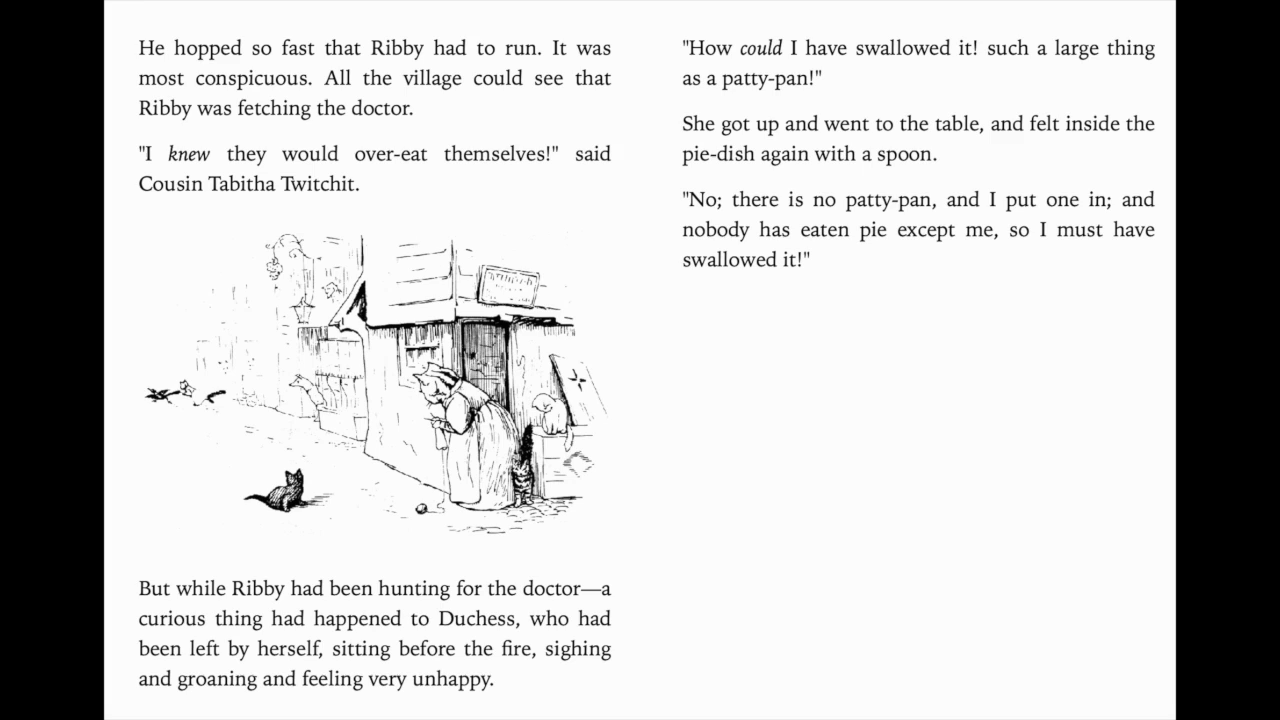 He hopped so fast that Ribby had to run. It was
most conspicuous. All the village could see that
Ribby was fetching the doctor.
"I knew they would over-eat themselves!" said
Cousin Tabitha Twitchit.
But while Ribby had been hunting for the doctor—a
curious thing had happened to Duchess, who had
been left by herself, sitting before the fire, sighing
and groaning and feeling very unhappy.
"How could I have swallowed it! such a large thing
as a patty-pan!"
She got up and went to the table, and felt inside the
pie-dish again with a spoon.
"No; there is no patty-pan, and I put one in; and
nobody has eaten pie except me, so I must have
swallowed it!"